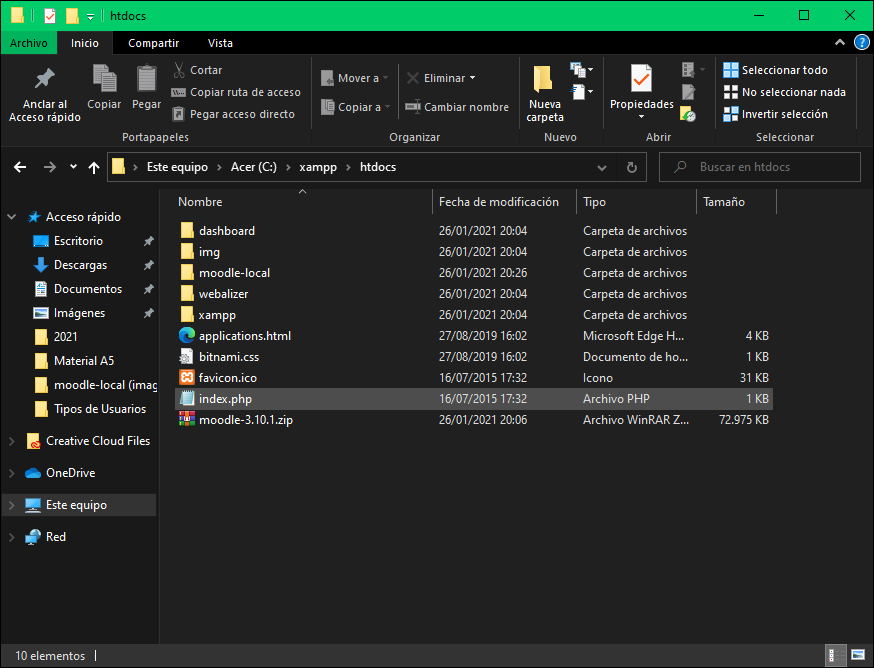 htdocs
Archivo Inicio Compartir Vista
Anclar al
Acceso rápido
Copiar
Pegar
Cortar
Copiar ruta de acceso
Pegar acceso directo
Portapapeles
Mover a
Copiar a
Eliminar
Cambiar nombre
Organizar
Nueva
carpeta
Nuevo
Propiedades
Abrir
Seleccionar todo
No seleccionar nada
Invertir selección
Seleccionar
Este equipo › Acer (C:) › xampp › htdocs
Buscar en htdocs
Acceso rápido
Escritorio
Descargas
Documentos
Imágenes
2021
Material A5
moodle-local (imag
Tipos de Usuarios
Creative Cloud Files
OneDrive
Este equipo
Red
Nombre Fecha de modificación Tipo Tamaño
dashboard 26/01/2021 20:04 Carpeta de archivos
img 26/01/2021 20:04 Carpeta de archivos
moodle-local 26/01/2021 20:26 Carpeta de archivos
webalizer 26/01/2021 20:04 Carpeta de archivos
xampp 26/01/2021 20:04 Carpeta de archivos
applications.html 27/08/2019 16:02 Microsoft Edge H... 4 KB
bitnami.css 27/08/2019 16:02 Documento de ho... 1 KB
favicon.ico 16/07/2015 17:32 Icono 31 KB
index.php 16/07/2015 17:32 Archivo PHP 1 KB
moodle-3.10.1.zip 26/01/2021 20:06 Archivo WinRAR Z... 72.975 KB
10 elementos